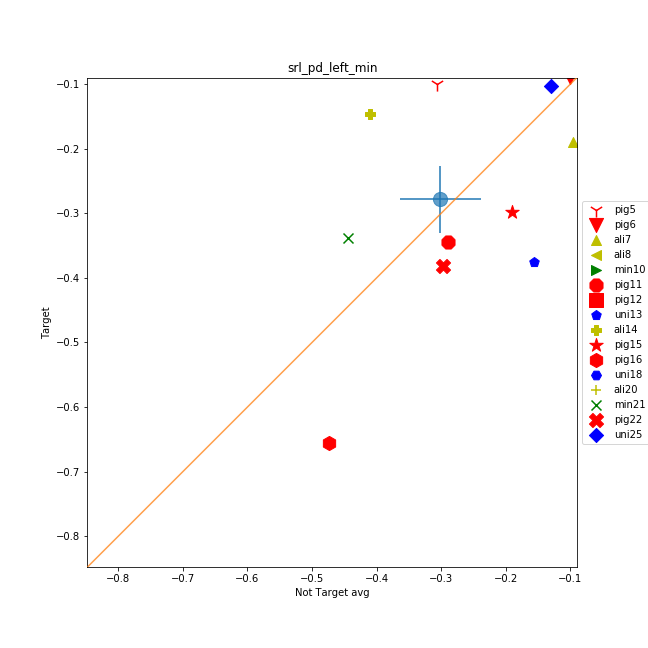 srl_pd_left_min
−0.1
−0.2
−0.3
−0.4
−0.5
−0.6
−0.7
−0.8
Target
−0.8 −0.7 −0.6 −0.5 −0.4 −0.3 −0.2 −0.1
Not Target avg
pig5
pig6
ali7
ali8
min10
pig11
pig12
uni13
ali14
pig15
pig16
uni18
ali20
min21
pig22
uni25